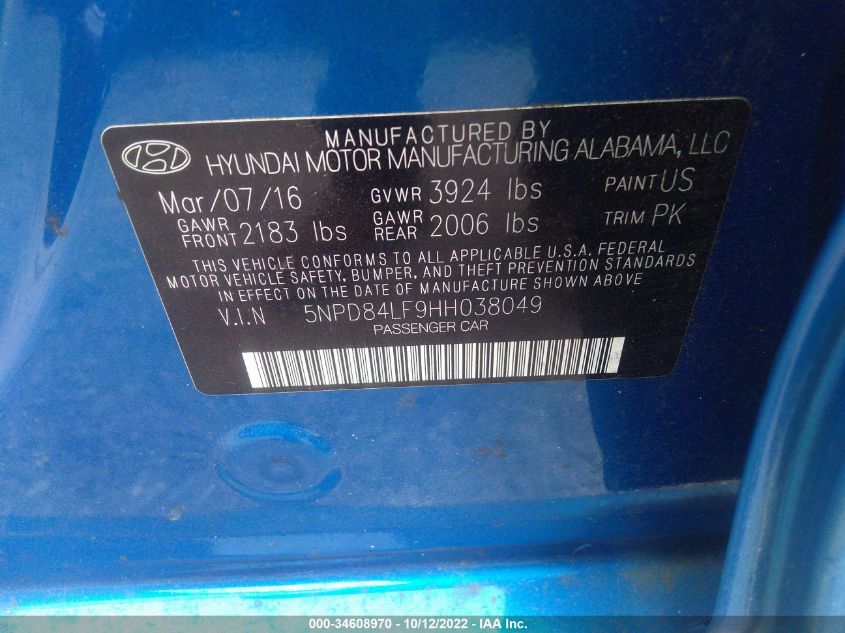 MANUFACTURED BY
HYUNDAI MOTOR MANUFACTURING ALABAMA, LLC
Mar/07/16 GVWR 3924 lbs PAINT US
GAWR FRONT 2183 lbs GAWR REAR 2006 lbs TRIM PK
THIS VEHICLE CONFORMS TO ALL APPLICABLE U.S.A. FEDERAL
MOTOR VEHICLE SAFETY, BUMPER, AND THEFT PREVENTION STANDARDS
IN EFFECT ON THE DATE OF MANUFACTURE SHOWN ABOVE
V.I.N 5NPD84LF9HH038049
PASSENGER CAR
000-34608970 - 10/12/2022 - IAA Inc.